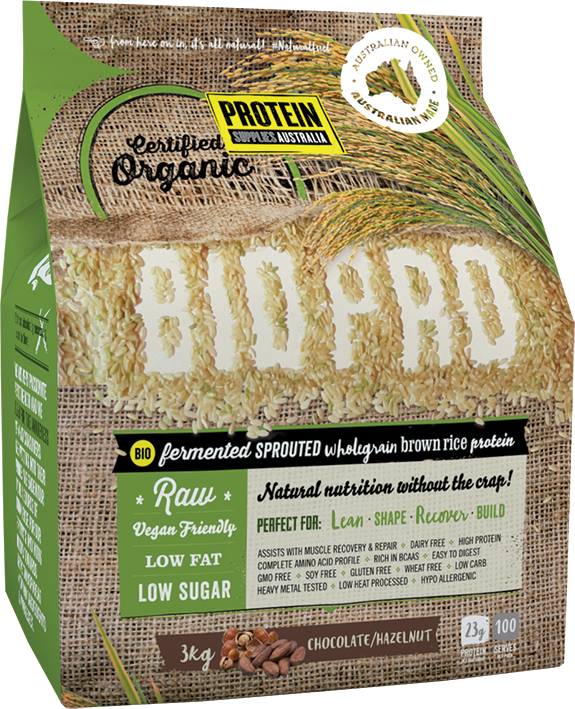 from here on in, it's all natural! #Naturalfuel
AUSTRALIAN OWNED
AUSTRALIAN MADE
PROTEIN
SUPPLIES AUSTRALIA
Certified
Organic
BIO PRO
BIO fermented SPROUTED wholegrain brown rice protein
Raw
Vegan Friendly
LOW FAT
LOW SUGAR
Natural nutrition without the crap!
PERFECT FOR: Lean · SHAPE · Recover · BUILD
ASSISTS WITH MUSCLE RECOVERY & REPAIR + DAIRY FREE + HIGH PROTEIN
COMPLETE AMINO ACID PROFILE + RICH IN BCAAS + EASY TO DIGEST
GMO FREE + SOY FREE + GLUTEN FREE + WHEAT FREE + LOW CARB
HEAVY METAL TESTED + LOW HEAT PROCESSED + HYPO ALLERGENIC
3kg
CHOCOLATE/HAZELNUT
23g
PROTEIN
100
SERVES